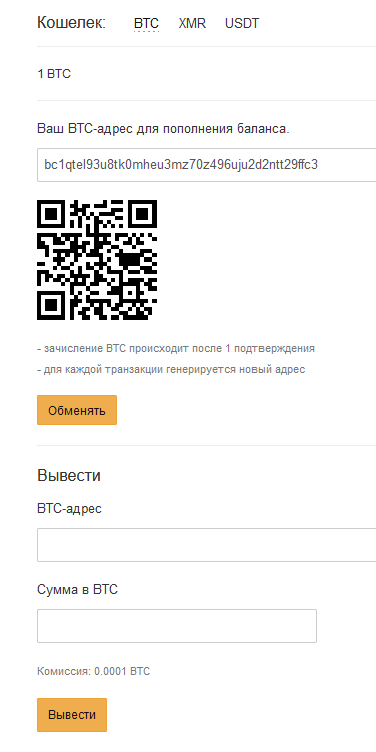 Кошелек: BTC XMR USDT
1 BTC
Ваш BTC-адрес для пополнения баланса.
bc1qtel93u8tk0mheu3mz70z496uju2d2ntt29ffc3
- зачисление BTC происходит после 1 подтверждения
- для каждой транзакции генерируется новый адрес
Обменять
Вывести
BTC-адрес
Сумма в BTC
Комиссия: 0.0001 BTC
Вывести